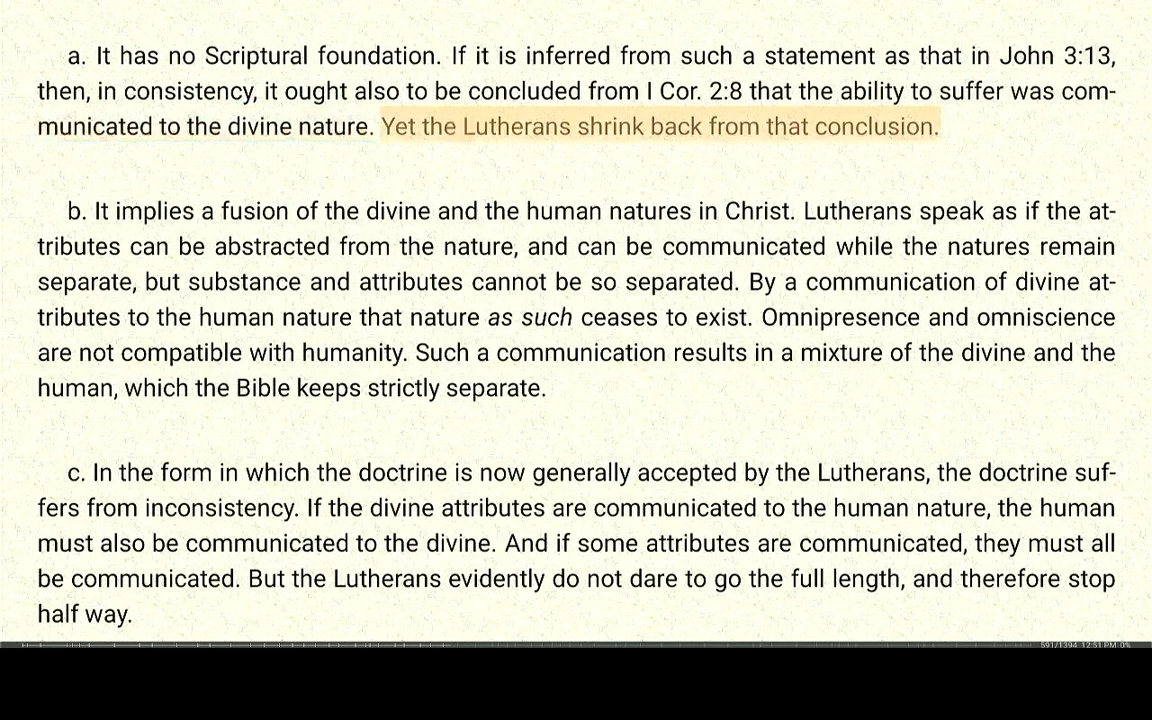 a. It has no Scriptural foundation. If it is inferred from such a statement as that in John 3:13,
then, in consistency, it ought also to be concluded from I Cor. 2:8 that the ability to suffer was com-
municated to the divine nature. Yet the Lutherans shrink back from that conclusion.
b. It implies a fusion of the divine and the human natures in Christ. Lutherans speak as if the at-
tributes can be abstracted from the nature, and can be communicated while the natures remain
separate, but substance and attributes cannot be so separated. By a communication of divine at-
tributes to the human nature that nature as such ceases to exist. Omnipresence and omniscience
are not compatible with humanity. Such a communication results in a mixture of the divine and the
human, which the Bible keeps strictly separate.
c. In the form in which the doctrine is now generally accepted by the Lutherans, the doctrine suf-
fers from inconsistency. If the divine attributes are communicated to the human nature, the human
must also be communicated to the divine. And if some attributes are communicated, they must all
be communicated. But the Lutherans evidently do not dare to go the full length, and therefore stop
half way.
591/1394 12:51 PM 0%